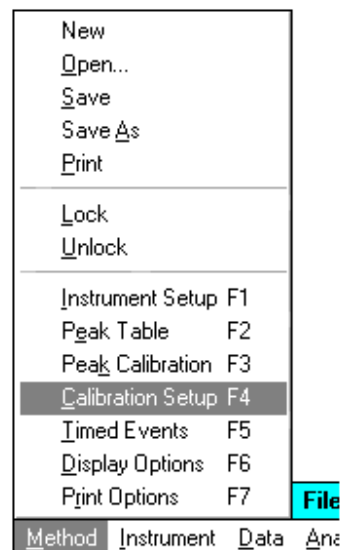 New
Open...
Save
Save As
Print
Lock
Unlock
Instrument Setup F1
Peak Table F2
Peak Calibration F3
Calibration Setup F4
Timed Events F5
Display Options F6
Print Options F7
File
Method Instrument Data Ana